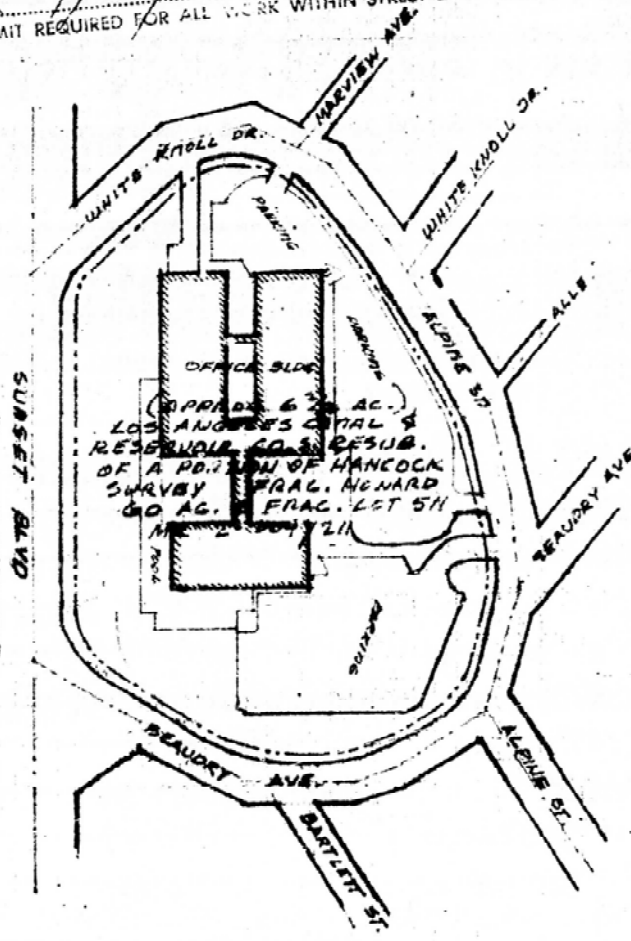 MIT REQUIRED FOR ALL WORK WITHIN STREET
MARVIEW AVE.
WHITE KNOLL DR.
WHITE KNOLL DR.
PARKING
ALPINE ST.
ALLE.
PARKING
OFFICE BLDG
SUNSET BLVD
(APPROX. 6 AC.)
LOS ANGELES CANAL &
RESERVOIR CO'S RESUB.
OF A PORTION OF HANCOCK
SURVEY FRAC. HOWARD
60 AC. FRAC. LOT 511
211
POOL
BEAUDRY AVE
PARKING
BEAUDRY AVE.
ALPINE ST.
BARTLETT ST.